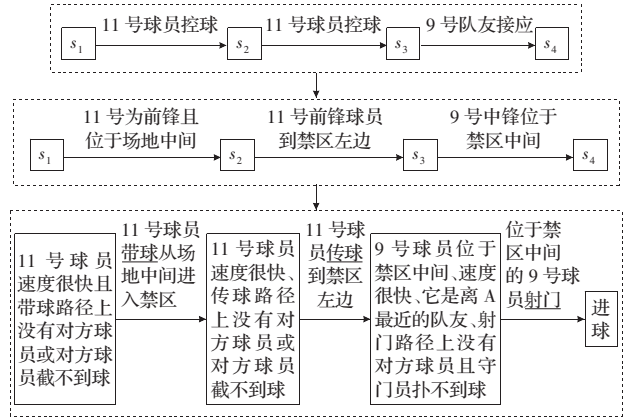 11 号球员控球
11 号球员控球
9 号队友接应
s1
s2
s3
s4
11 号为前锋且
位于场地中间
11 号前锋球员
到禁区左边
9 号中锋位于
禁区中间
s1
s2
s3
s4
11 号球员
速度很快且
带球路径上
没有对方球
员或对方球
员截不到球
11 号球员
带球从场
地中间进
入禁区
11 号球员
速度很快、
传球路径
上没有对
方球员或
对方球员
截不到球
11 号球
员传球
到禁区
左边
9 号球员位于
禁区中间、速度
很快、它是离 A
最近的队友、射
门路径上没有
对方球员且守
门员扑不到球
位于禁
区中间
的 9 号球
员射门
进
球